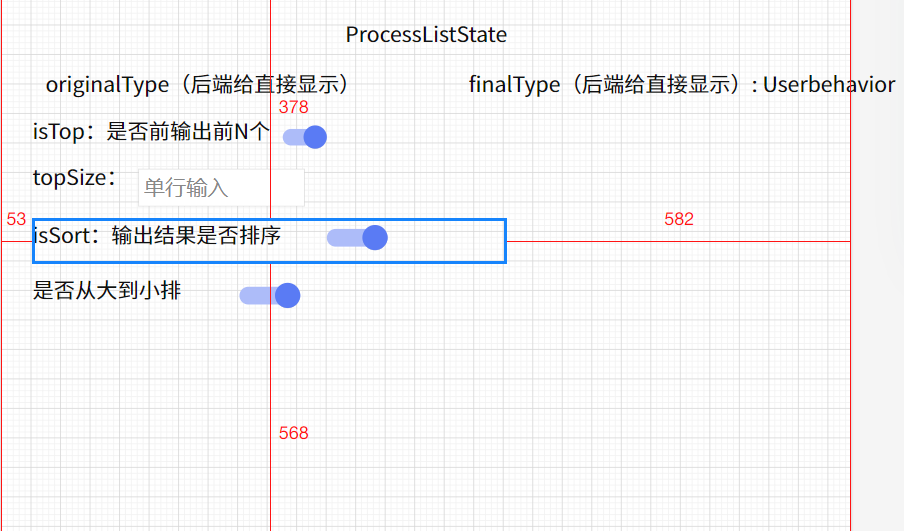 ProcessListState
originalType（后端给直接显示）
finalType（后端给直接显示）: Userbehavior
378
isTop：是否前输出前N个
topSize：
单行输入
53
582
isSort：输出结果是否排序
是否从大到小排
568